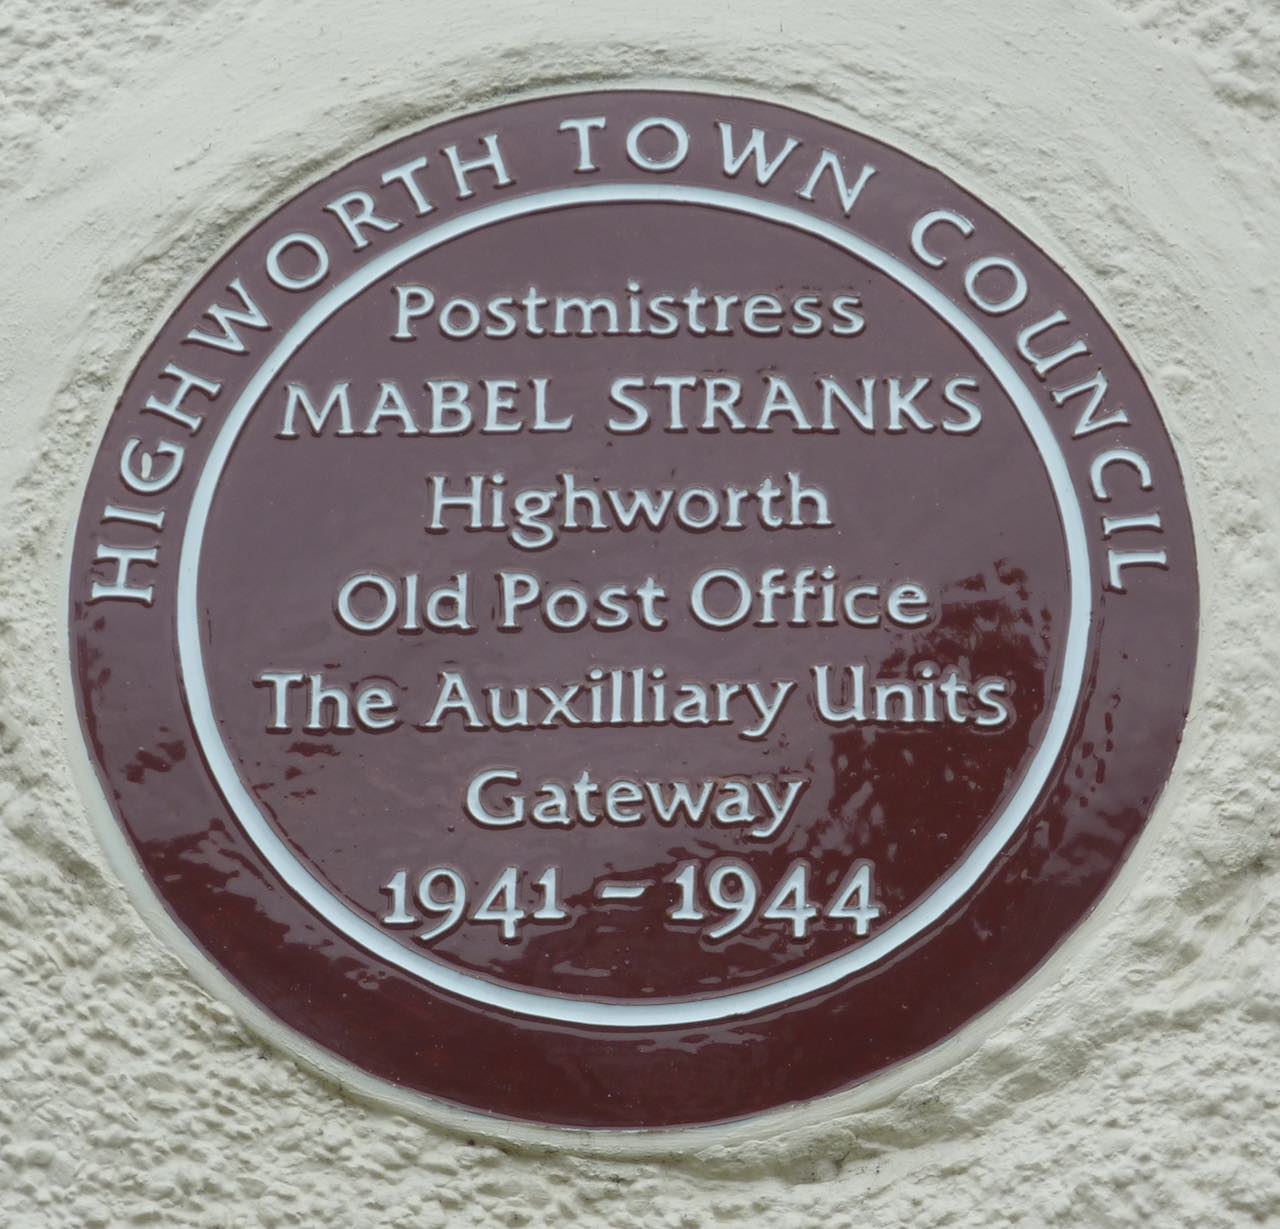 HIGHWORTH TOWN COUNCIL
Postmistress
MABEL STRANKS
Highworth
Old Post Office
The Auxilliary Units
Gateway
1941 – 1944